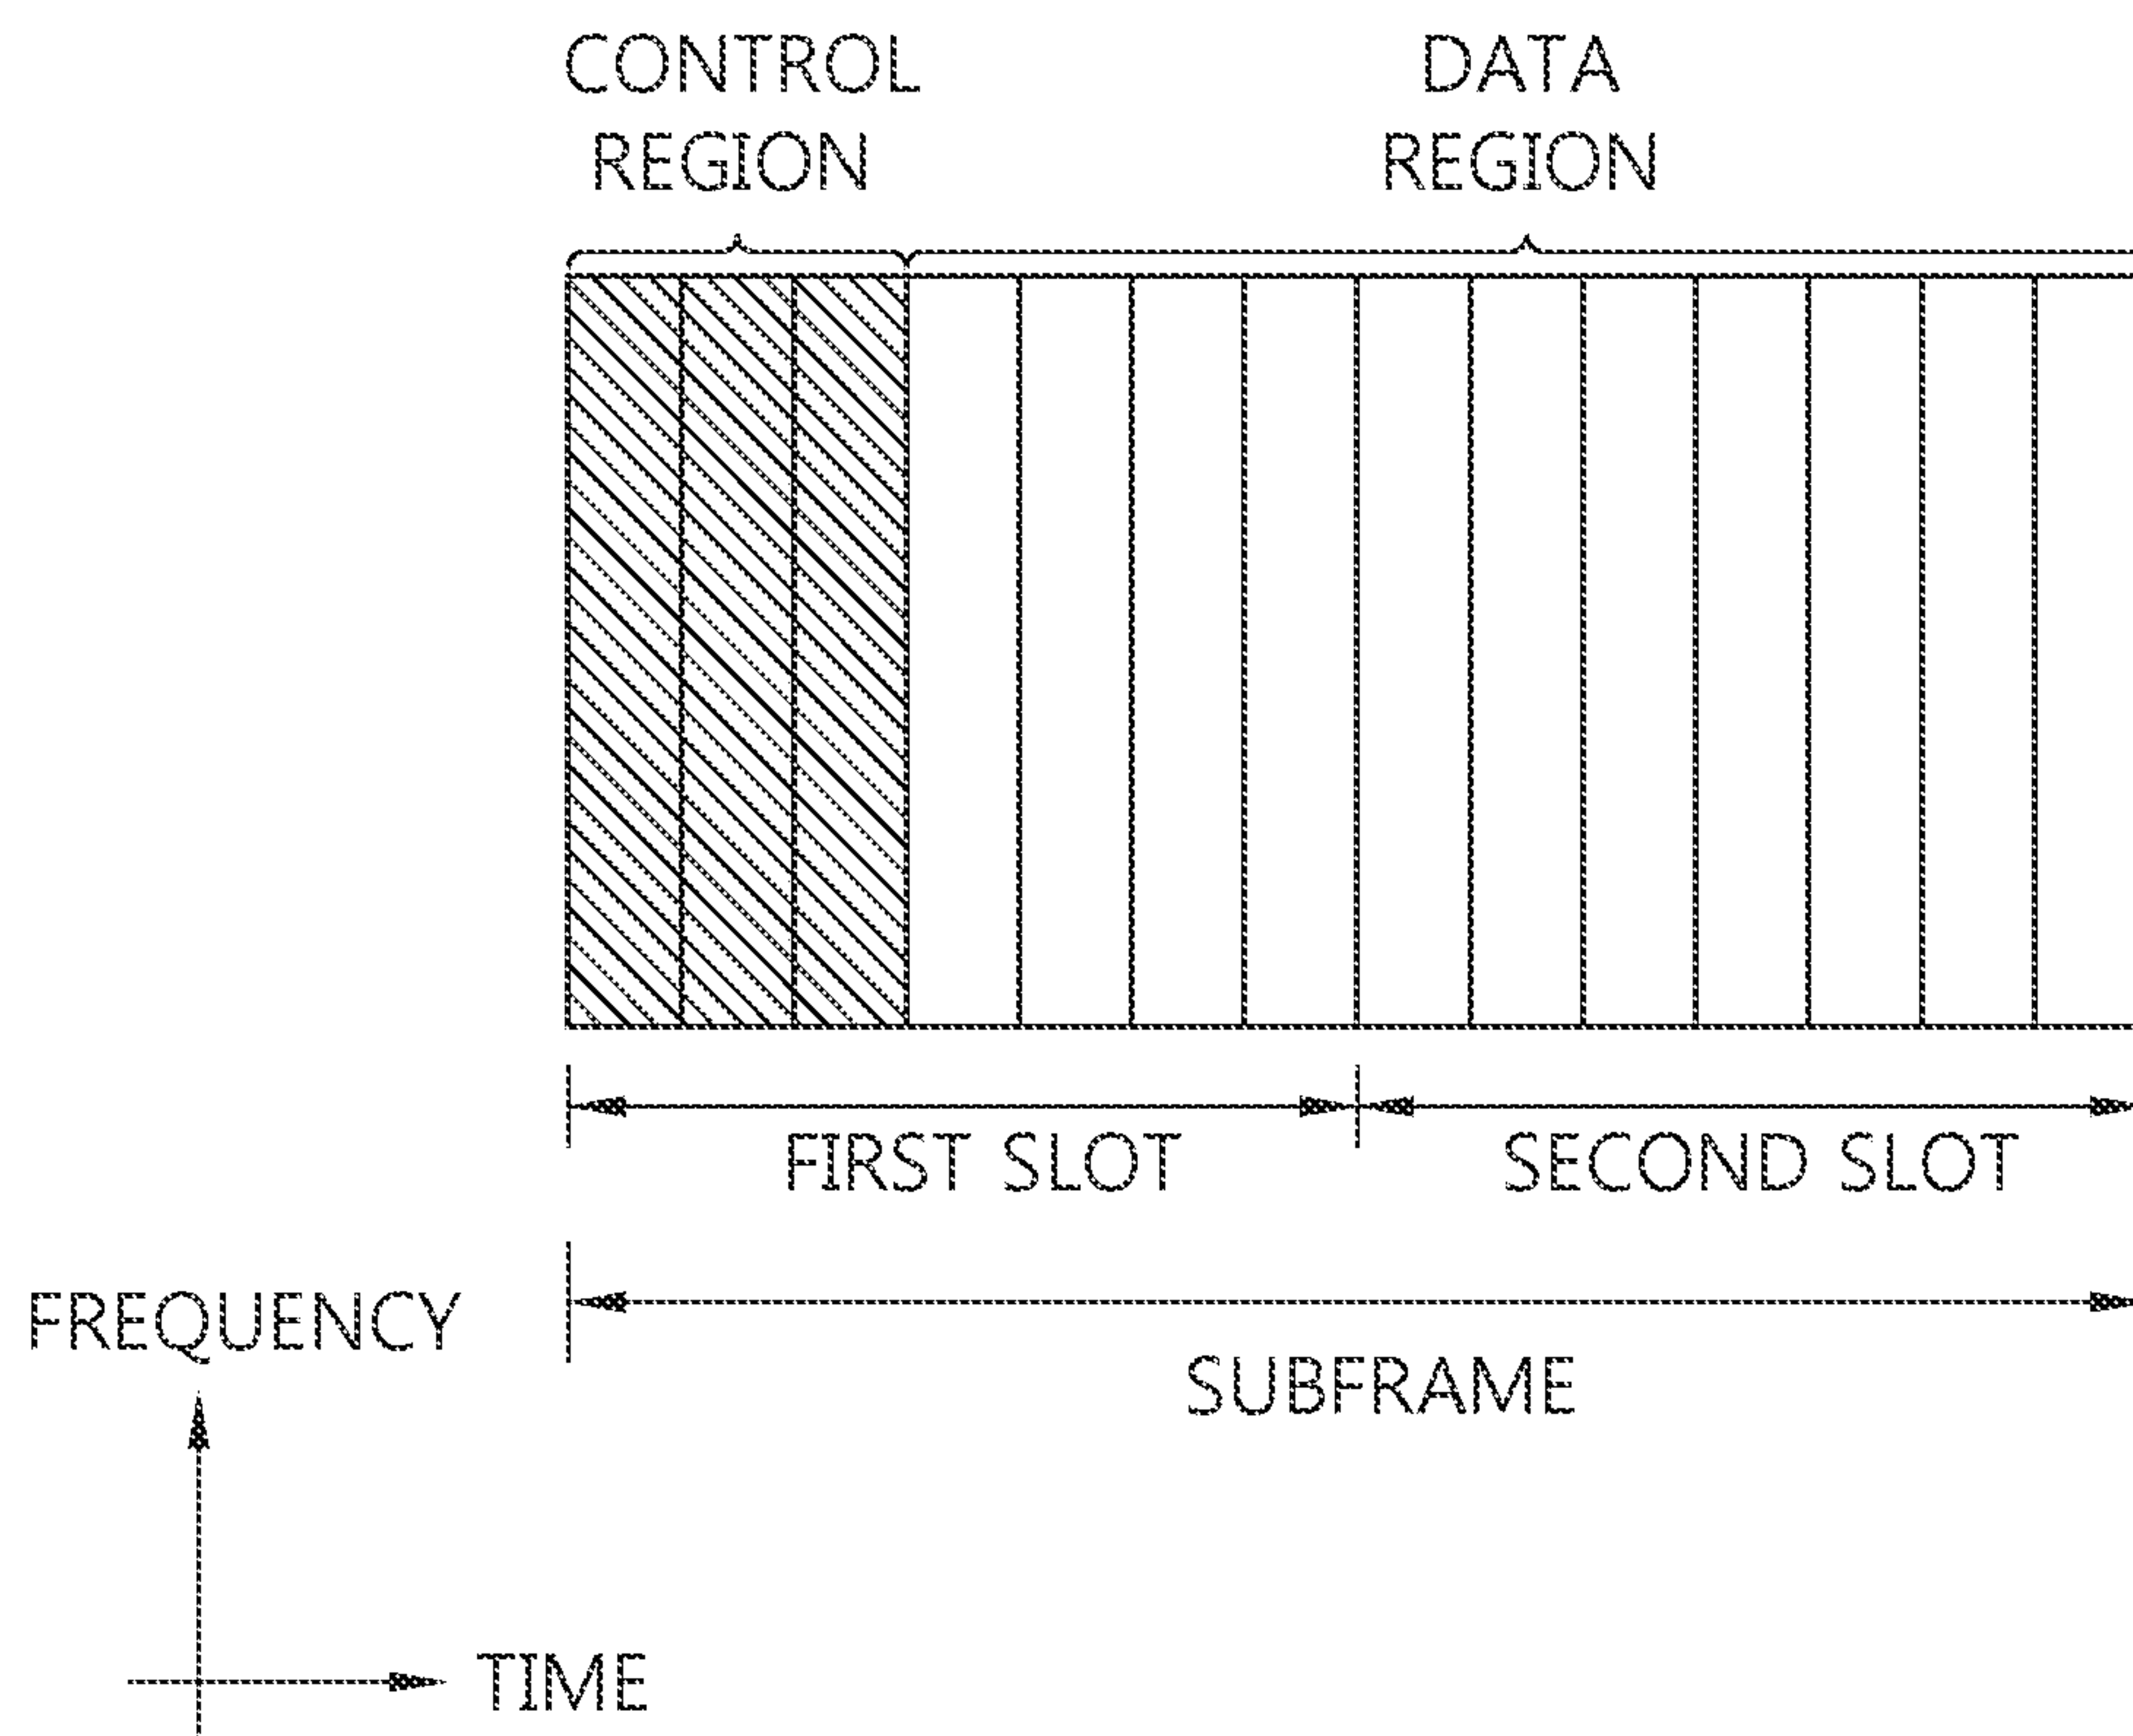 CONTROL
REGION
DATA
REGION
FIRST SLOT
SECOND SLOT
SUBFRAME
FREQUENCY
TIME